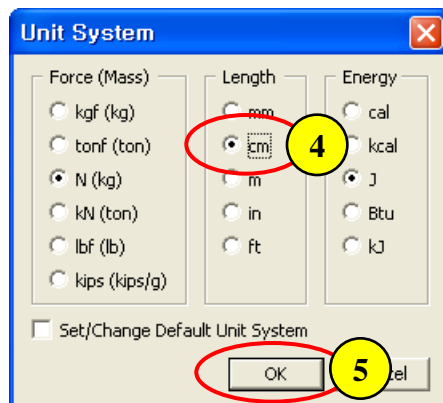 Unit System
Force (Mass)
kgf (kg)
tonf (ton)
N (kg)
kN (ton)
lbf (lb)
kips (kips/g)
Length
mm
cm
m
in
ft
4
Energy
cal
kcal
J
Btu
kJ
Set/Change Default Unit System
OK
5